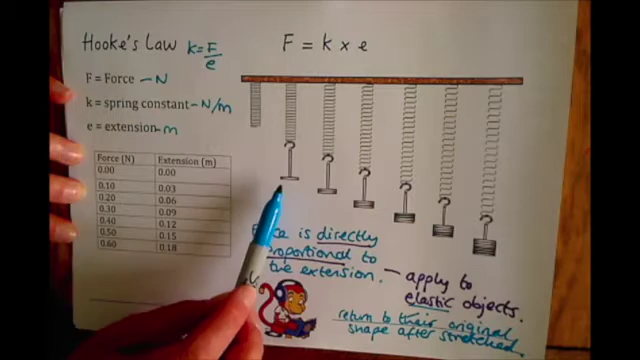 Hooke's Law k=F/e
F = k x e
F = Force -N
k = spring constant -N/m
e = extension -m
Force (N) Extension (m)
0.00 0.00
0.10 0.03
0.20 0.06
0.30 0.09
0.40 0.12
0.50 0.15
0.60 0.18
is directly
proportional to
the extension.
- apply to
elastic objects.
return to their original
shape after stretched.